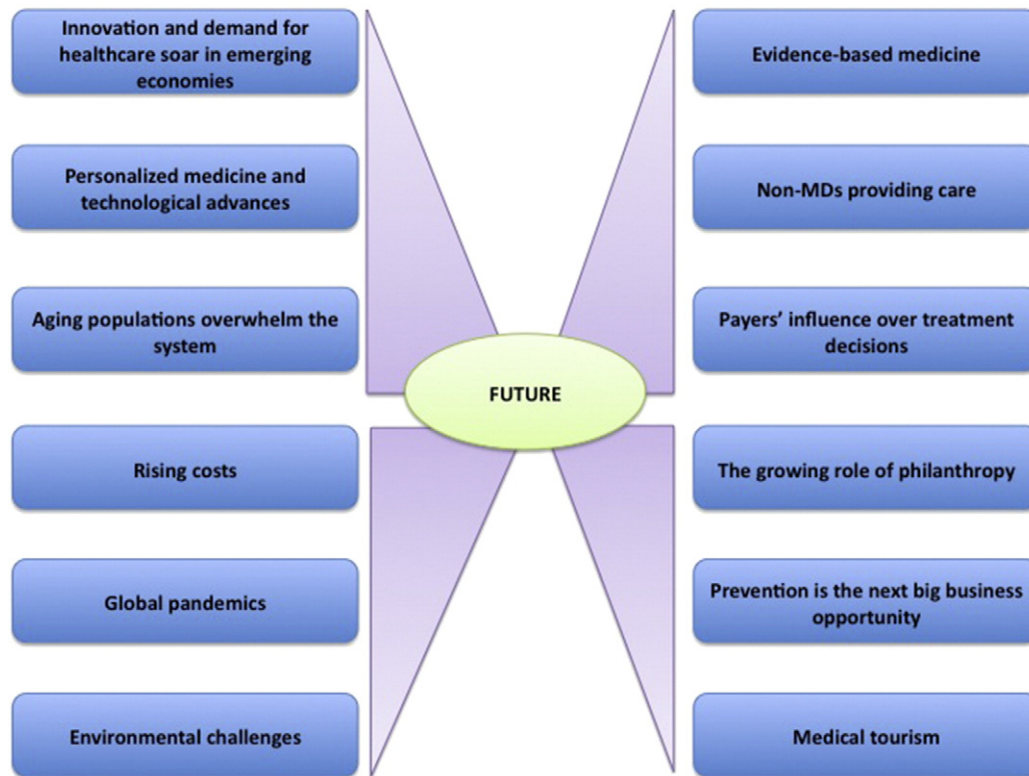 Innovation and demand for
healthcare soar in emerging
economies
Personalized medicine and
technological advances
Aging populations overwhelm the
system
Rising costs
Global pandemics
Environmental challenges
FUTURE
Evidence-based medicine
Non-MDs providing care
Payers’ influence over treatment
decisions
The growing role of philanthropy
Prevention is the next big business
opportunity
Medical tourism